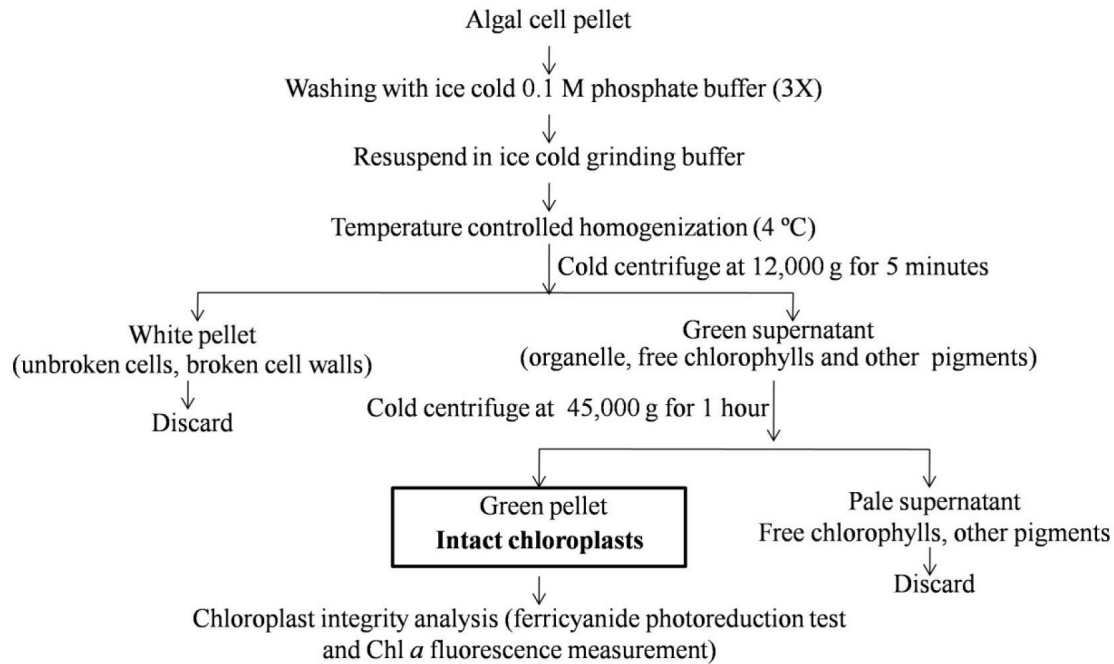 Algal cell pellet
Washing with ice cold 0.1 M phosphate buffer (3X)
Resuspend in ice cold grinding buffer
Temperature controlled homogenization (4 ºC)
Cold centrifuge at 12,000 g for 5 minutes
White pellet
(unbroken cells, broken cell walls)
Discard
Green supernatant
(organelle, free chlorophylls and other pigments)
Cold centrifuge at 45,000 g for 1 hour
Green pellet
Intact chloroplasts
Pale supernatant
Free chlorophylls, other pigments
Discard
Chloroplast integrity analysis (ferricyanide photoreduction test
and Chl a fluorescence measurement)